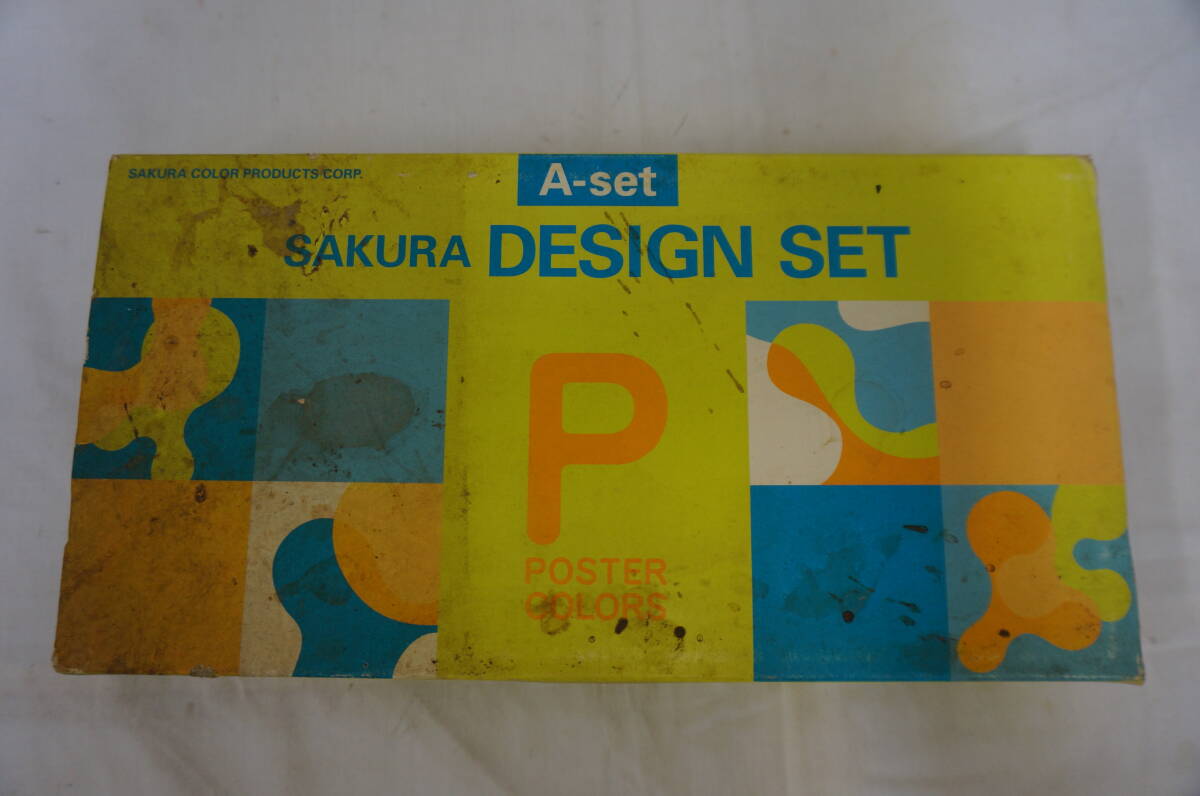 SAKURA COLOR PRODUCTS CORP.
A-set
SAKURA DESIGN SET
P
POSTER
COLORS